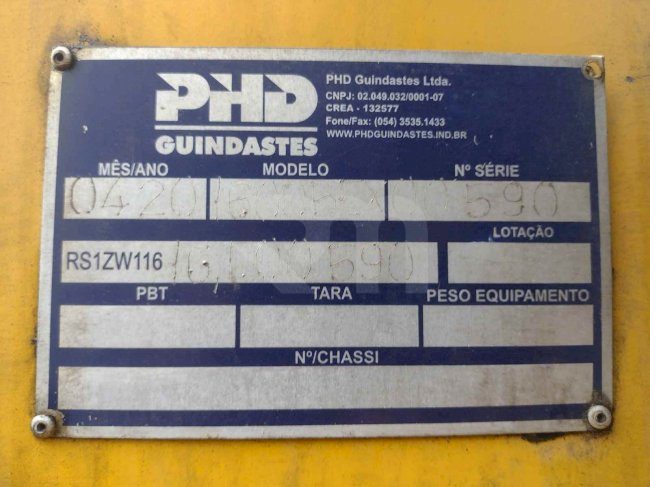 PHD
GUINDASTES
PHD Guindastes Ltda.
CNPJ: 02.049.032/0001-07
CREA - 132577
Fone/Fax: (054) 3535.1433
WWW.PHDGUINDASTES.IND.BR
MÊS/ANO MODELO Nº SÉRIE
590
LOTAÇÃO
RS1ZW116
PBT TARA PESO EQUIPAMENTO
Nº/CHASSI